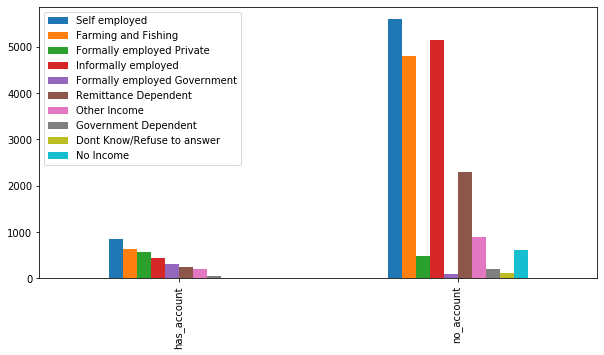 Self employed
Farming and Fishing
Formally employed Private
Informally employed
Formally employed Government
Remittance Dependent
Other Income
Government Dependent
Dont Know/Refuse to answer
No Income
5000
4000
3000
2000
1000
0
has_account
no_account